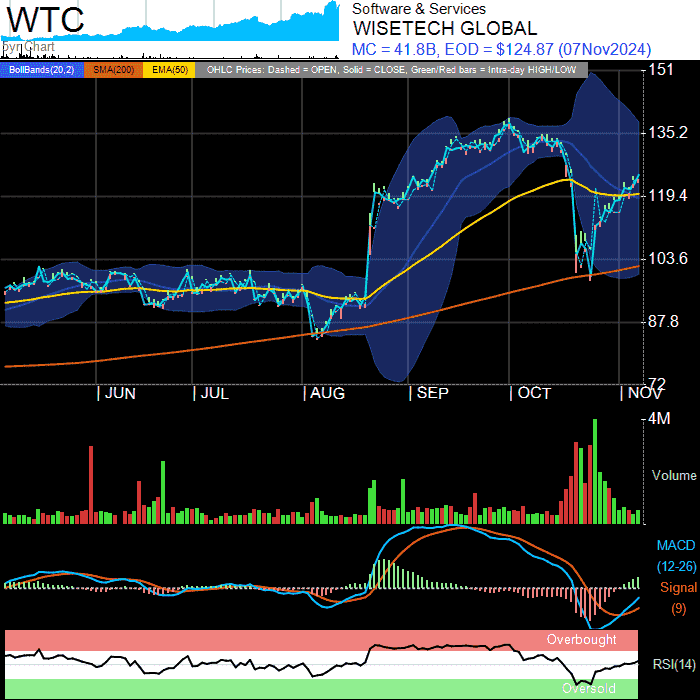 WTC
Software & Services
WISETECH GLOBAL
MC = 41.8B, EOD = $124.87 (07Nov2024)
5yr Chart
BollBands(20,2) SMA(200) EMA(50) OHLC Prices: Dashed = OPEN, Solid = CLOSE, Green/Red bars = Intra-day HIGH/LOW
151
135.2
119.4
103.6
87.8
72
JUN JUL AUG SEP OCT NOV
4M
Volume
MACD
(12-26)
Signal
(9)
Overbought
RSI(14)
Oversold